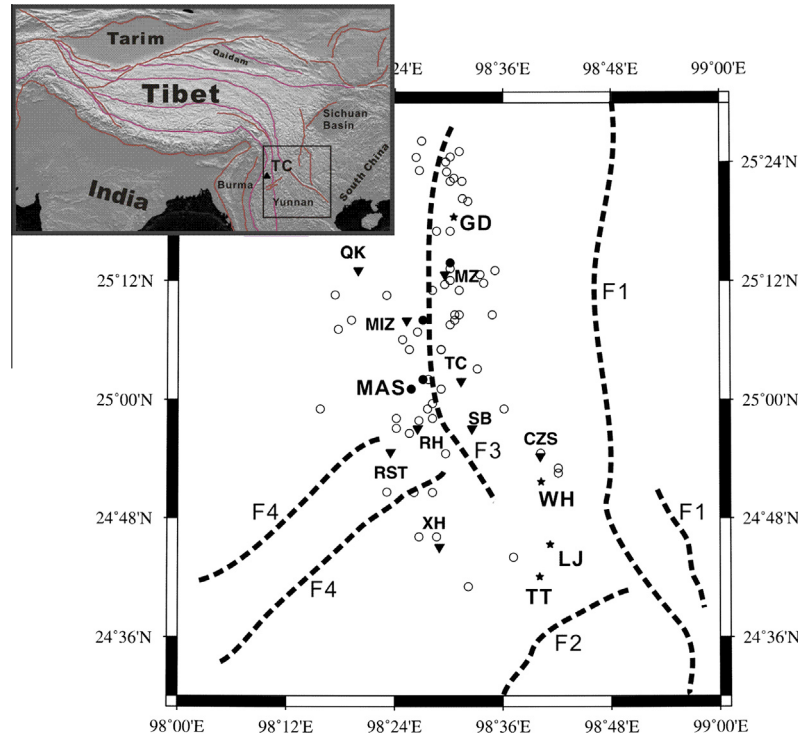 Tarim
Qaidam
Tibet
Sichuan
Basin
TC
India
Burma
Yunnan
South China
24'E
98°36'E
98°48'E
99°00'E
25°24'N
GD
QK
25°12'N
MZ
25°12'N
F1
MIZ
TC
MAS
25°00'N
25°00'N
SB
RH
CZS
F3
RST
WH
24°48'N
F4
XH
F1
24°48'N
LJ
F4
TT
24°36'N
F2
24°36'N
98°00'E
98°12'E
98°24'E
98°36'E
98°48'E
99°00'E